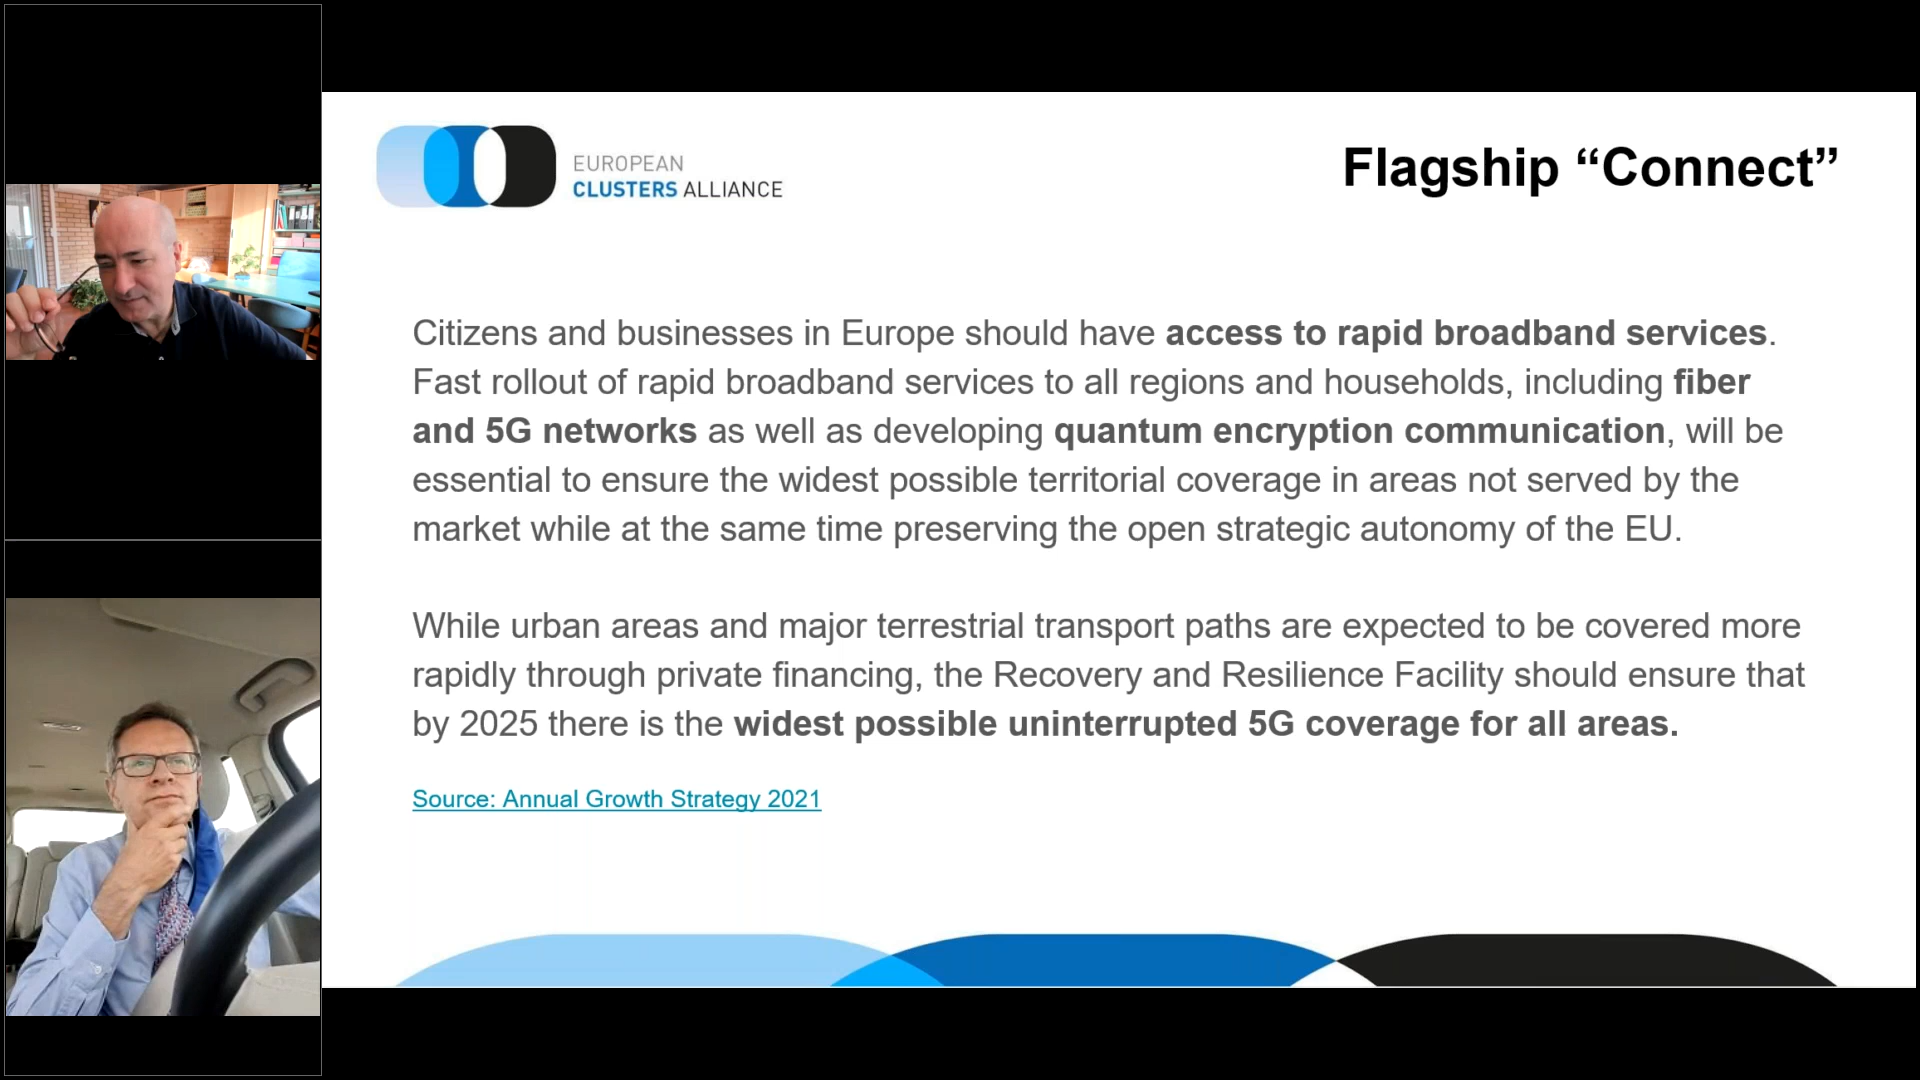 EUROPEAN
CLUSTERS ALLIANCE
Flagship “Connect”
Citizens and businesses in Europe should have access to rapid broadband services.
Fast rollout of rapid broadband services to all regions and households, including fiber
and 5G networks as well as developing quantum encryption communication, will be
essential to ensure the widest possible territorial coverage in areas not served by the
market while at the same time preserving the open strategic autonomy of the EU.
While urban areas and major terrestrial transport paths are expected to be covered more
rapidly through private financing, the Recovery and Resilience Facility should ensure that
by 2025 there is the widest possible uninterrupted 5G coverage for all areas.
Source: Annual Growth Strategy 2021